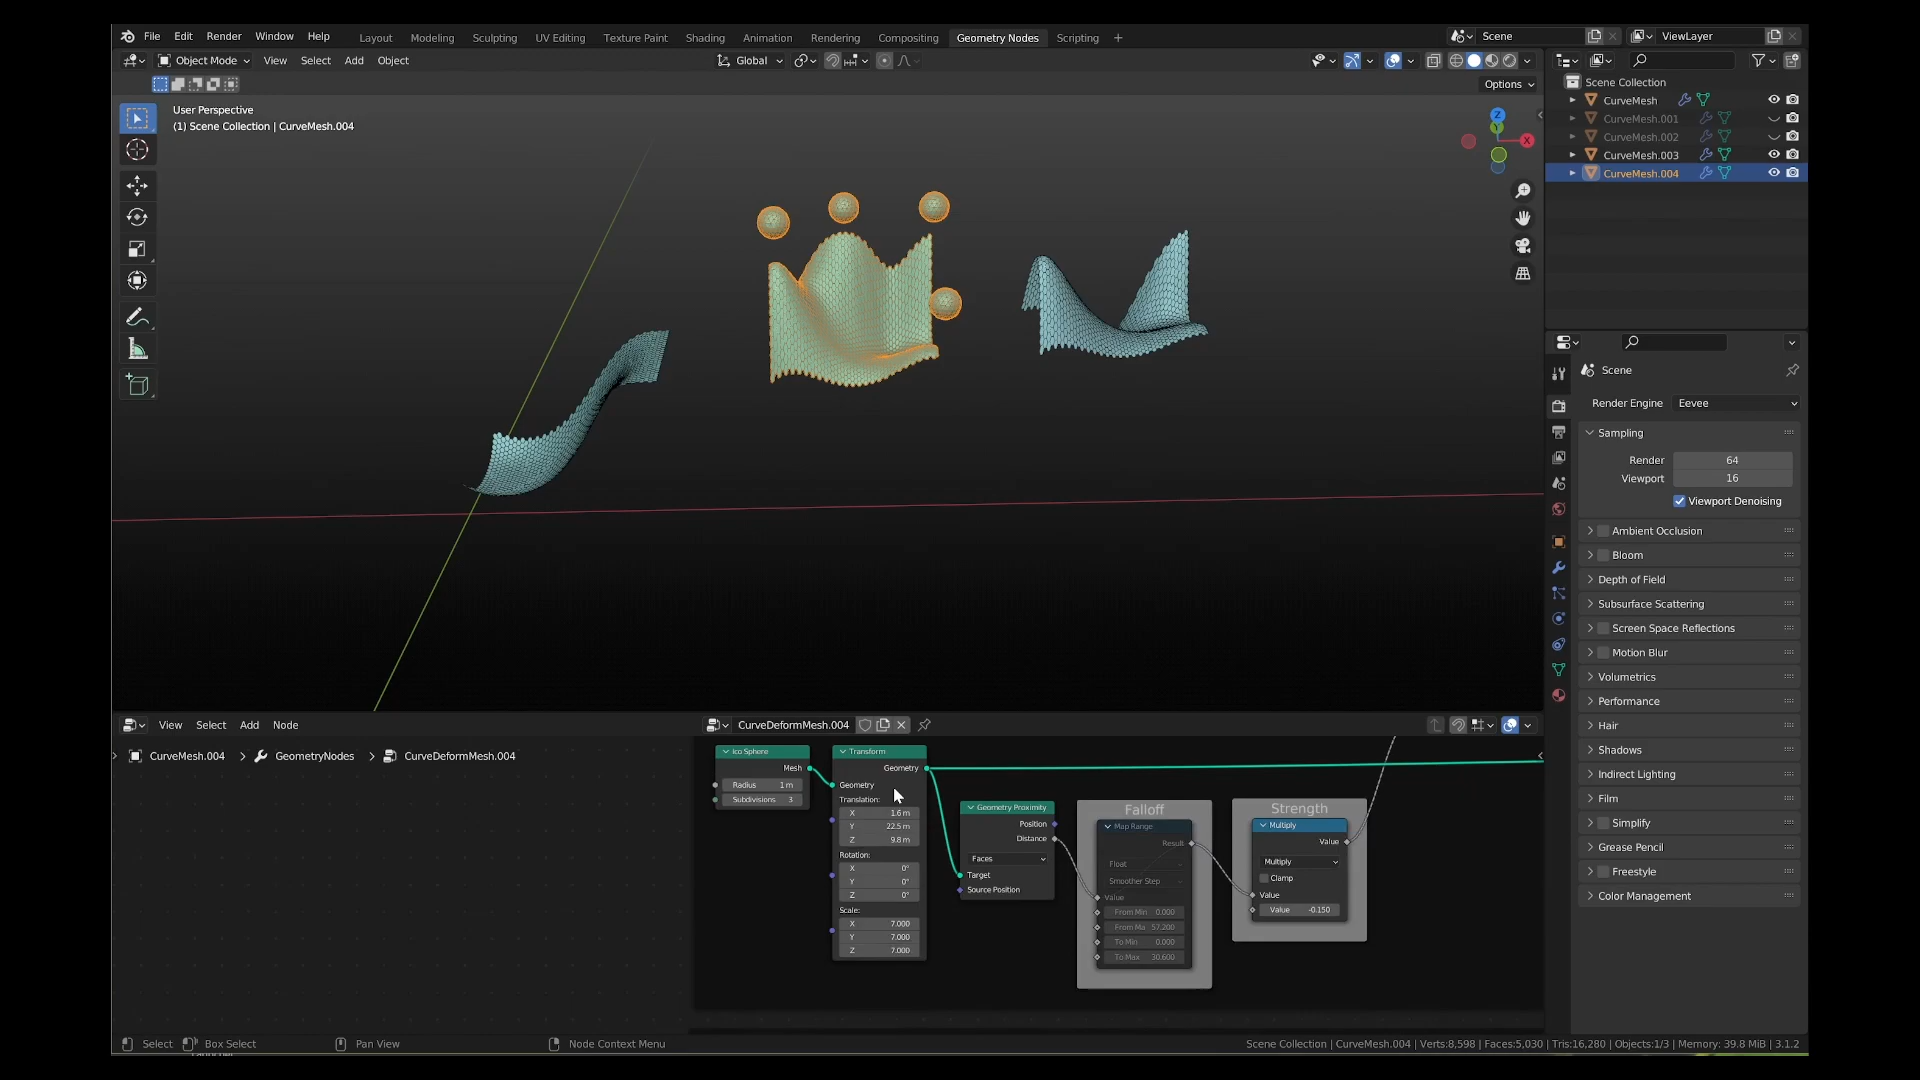 File Edit Render Window Help Layout Modeling Sculpting UV Editing Texture Paint Shading Animation Rendering Compositing Geometry Nodes Scripting + Scene ViewLayer
Object Mode View Select Add Object Global
Options
User Perspective
(1) Scene Collection | CurveMesh.004
Z
Y
X
Scene Collection
CurveMesh
CurveMesh.001
CurveMesh.002
CurveMesh.003
CurveMesh.004
Scene
Render Engine Eevee
Sampling
Render 64
Viewport 16
Viewport Denoising
Ambient Occlusion
Bloom
Depth of Field
Subsurface Scattering
Screen Space Reflections
Motion Blur
Volumetrics
Performance
Hair
Shadows
Indirect Lighting
Film
Simplify
Grease Pencil
Freestyle
Color Management
View Select Add Node CurveDeformMesh.004
CurveMesh.004 > GeometryNodes > CurveDeformMesh.004
Ico Sphere
Mesh
Radius 1 m
Subdivisions 3
Transform
Geometry
Geometry
Translation:
X 1.6 m
Y 22.5 m
Z 9.8 m
Rotation:
X 0°
Y 0°
Z 0°
Scale:
X 7.000
Y 7.000
Z 7.000
Geometry Proximity
Position
Distance
Faces
Target
Source Position
Falloff
Map Range
Result
Float
Smoother Step
Value
From Min 0.000
From Ma 57.200
To Min 0.000
To Max 30.600
Strength
Multiply
Value
Multiply
Clamp
Value
Value -0.150
Select Box Select Pan View Node Context Menu
Scene Collection | CurveMesh.004 | Verts:8,598 | Faces:5,030 | Tris:16,280 | Objects:1/3 | Memory: 39.8 MiB | 3.1.2